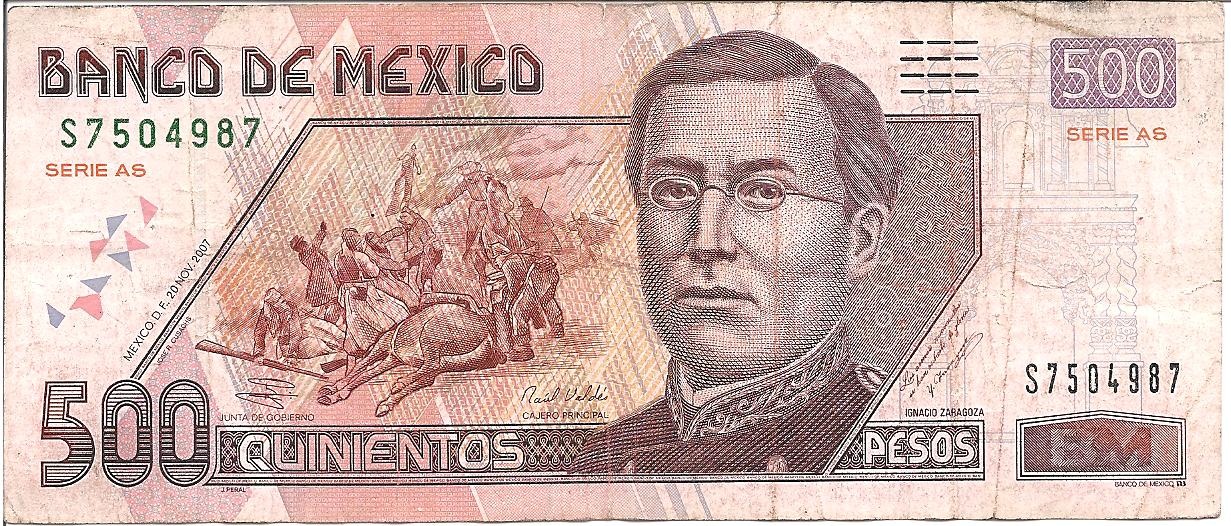 BANCO DE MEXICO
500
S7504987
SERIE AS
SERIE AS
MEXICO, D. F., 20 NOV. 2007
S7504987
Raúl Valdés
IGNACIO ZARAGOZA
JUNTA DE GOBIERNO
CAJERO PRINCIPAL
500
QUINIENTOS
PESOS
J.PERAL
BANCO DE MEXICO